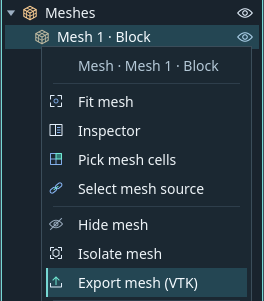 Meshes
Mesh 1 · Block
Mesh · Mesh 1 · Block
Fit mesh
Inspector
Pick mesh cells
Select mesh source
Hide mesh
Isolate mesh
Export mesh (VTK)